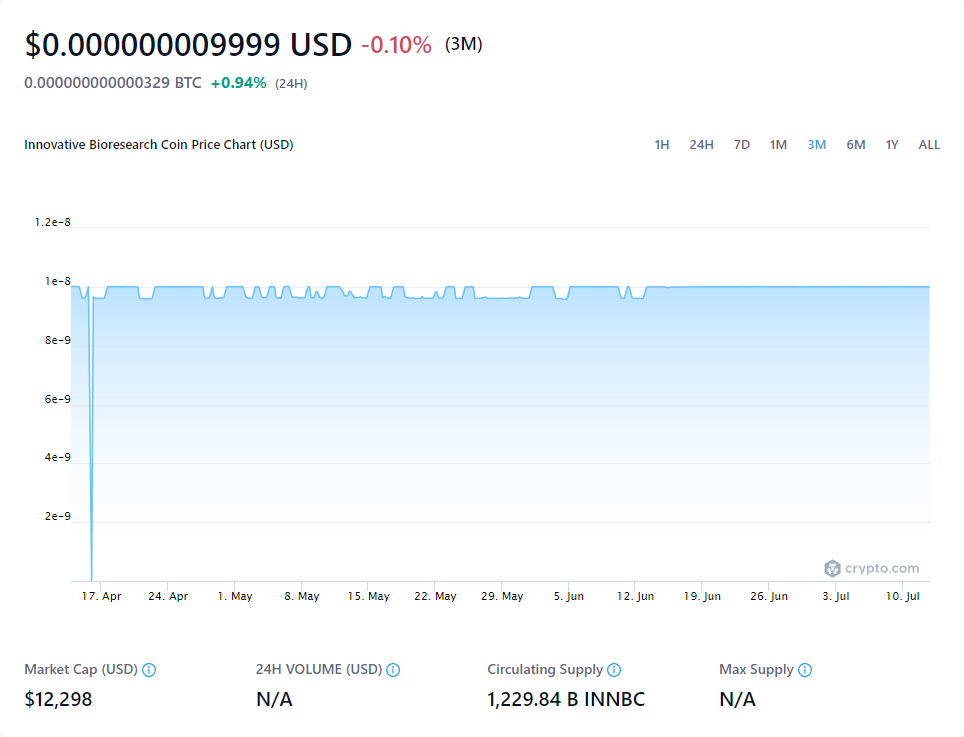 $0.000000009999 USD -0.10% (3M)
0.000000000000329 BTC +0.94% (24H)
Innovative Bioresearch Coin Price Chart (USD) 1H 24H 7D 1M 3M 6M 1Y ALL
1.2e-8
1e-8
8e-9
6e-9
4e-9
2e-9
crypto.com
17. Apr 24. Apr 1. May 8. May 15. May 22. May 29. May 5. Jun 12. Jun 19. Jun 26. Jun 3. Jul 10. Jul
Market Cap (USD) 24H VOLUME (USD) Circulating Supply Max Supply
$12,298 N/A 1,229.84 B INNBC N/A